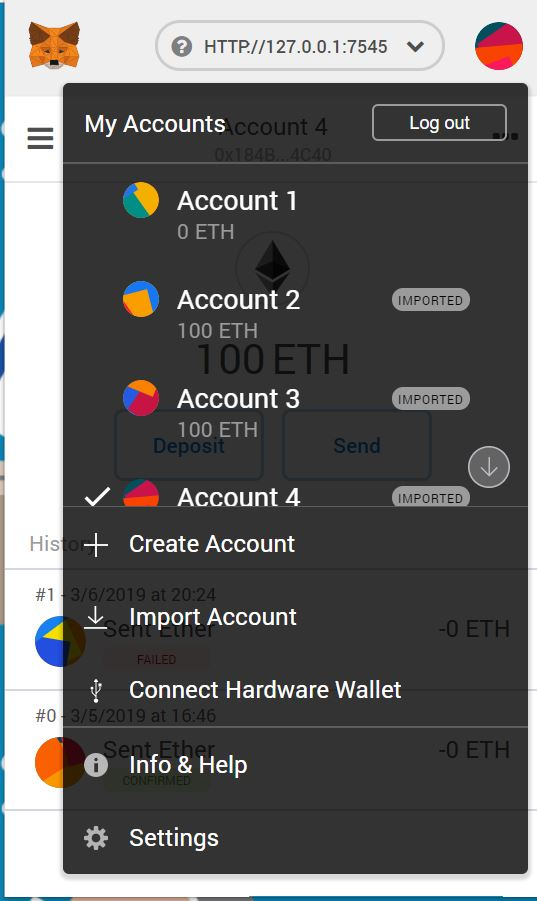 HTTP://127.0.0.1:7545
My Accounts
Account 4
Log out
0x184B...4C40
Account 1
0 ETH
Account 2
IMPORTED
100 ETH
100 ETH
Account 3
IMPORTED
100 ETH
Deposit
Send
Account 4
IMPORTED
History
Create Account
#1 - 3/6/2019 at 20:24
Import Account
Sent Ether
-0 ETH
FAILED
Connect Hardware Wallet
#0 - 3/5/2019 at 16:46
Sent Ether
-0 ETH
Info & Help
CONFIRMED
Settings